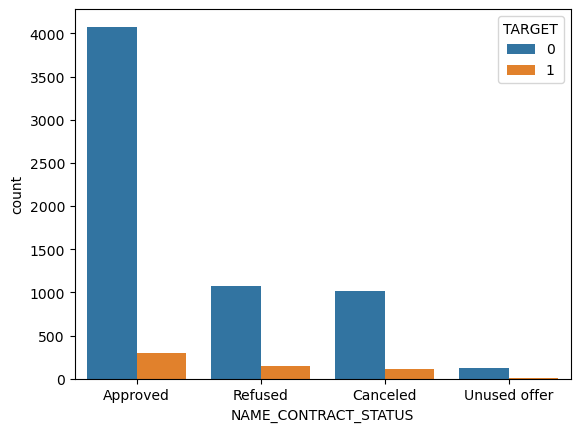 TARGET
0
1
count
4000
3500
3000
2500
2000
1500
1000
500
0
Approved Refused Canceled Unused offer
NAME_CONTRACT_STATUS